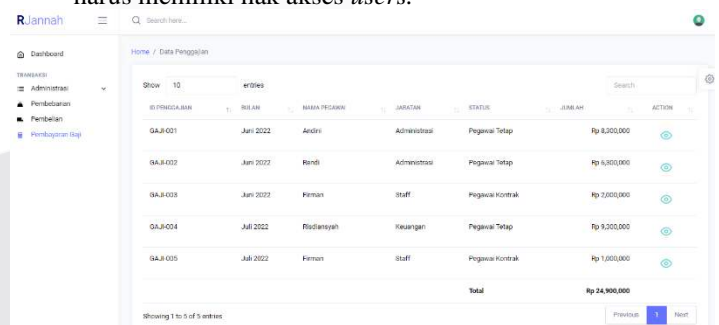 harus memiliki hak akses users.
RJannah
Search here...
Dashboard
Home / Data Penggajian
TRANSAKSI
Administrasi
Pembebanan
Pembelian
Pembayaran Gaji
Show 10 entries
Search
ID PENGGAJIAN BULAN NAMA PEGAWAI JABATAN STATUS JUMLAH ACTION
GAJI-001 Juni 2022 Andini Administrasi Pegawai Tetap Rp 8,300,000
GAJI-002 Juni 2022 Rendi Administrasi Pegawai Tetap Rp 6,300,000
GAJI-003 Juni 2022 Firman Staff Pegawai Kontrak Rp 2,000,000
GAJI-004 Juli 2022 Risdiansyah Keuangan Pegawai Tetap Rp 9,300,000
GAJI-005 Juli 2022 Firman Staff Pegawai Kontrak Rp 1,000,000
Total Rp 24,900,000
Showing 1 to 5 of 5 entries
Previous 1 Next